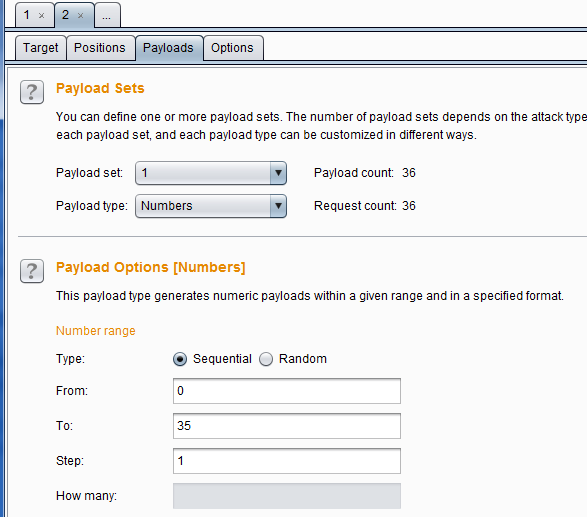 1 × 2 × ...
Target Positions Payloads Options
? Payload Sets
You can define one or more payload sets. The number of payload sets depends on the attack type
each payload set, and each payload type can be customized in different ways.
Payload set: 1 Payload count: 36
Payload type: Numbers Request count: 36
? Payload Options [Numbers]
This payload type generates numeric payloads within a given range and in a specified format.
Number range
Type: Sequential Random
From: 0
To: 35
Step: 1
How many: